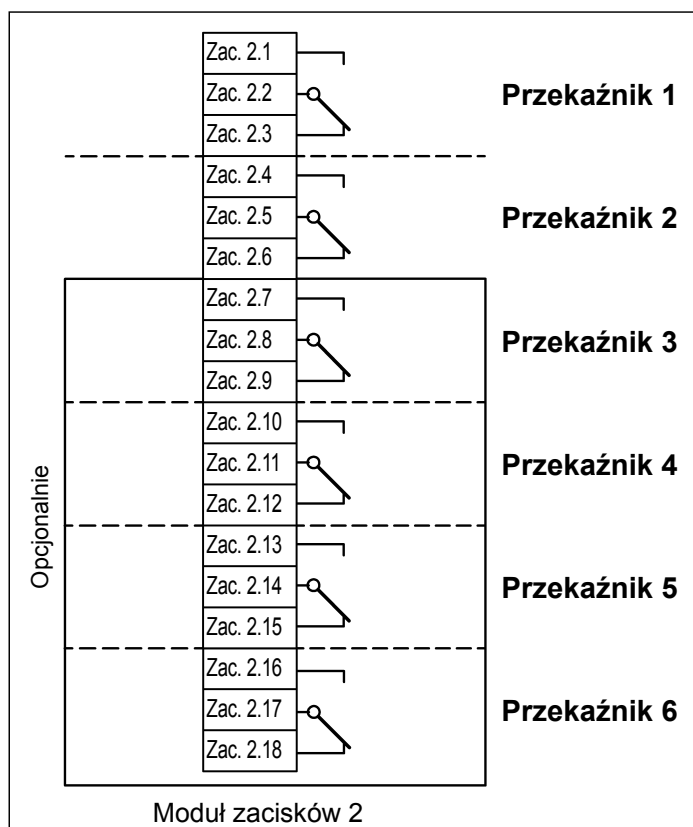 Zac. 2.1
Zac. 2.2
Zac. 2.3
Przekaźnik 1
Zac. 2.4
Zac. 2.5
Zac. 2.6
Przekaźnik 2
Zac. 2.7
Zac. 2.8
Zac. 2.9
Przekaźnik 3
Zac. 2.10
Zac. 2.11
Zac. 2.12
Przekaźnik 4
Zac. 2.13
Zac. 2.14
Zac. 2.15
Przekaźnik 5
Zac. 2.16
Zac. 2.17
Zac. 2.18
Przekaźnik 6
Opcjonalnie
Moduł zacisków 2